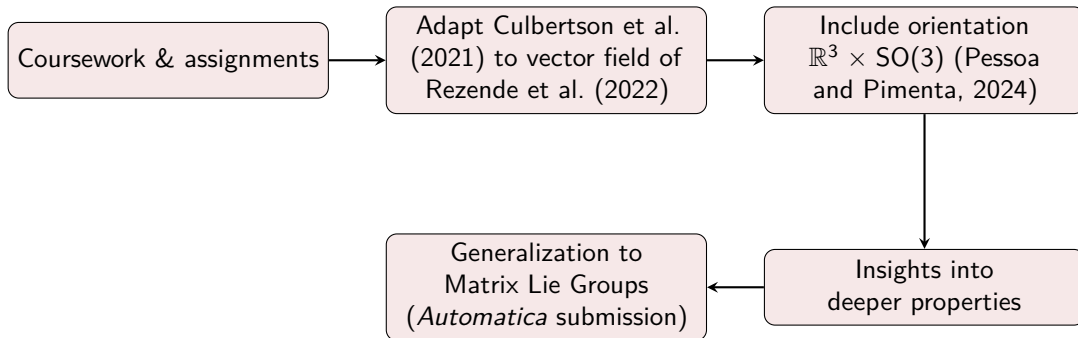 Coursework & assignments
Adapt Culbertson et al.
(2021) to vector field of
Rezende et al. (2022)
Include orientation
ℝ³ × SO(3) (Pessoa
and Pimenta, 2024)
Insights into
deeper properties
Generalization to
Matrix Lie Groups
(Automatica submission)